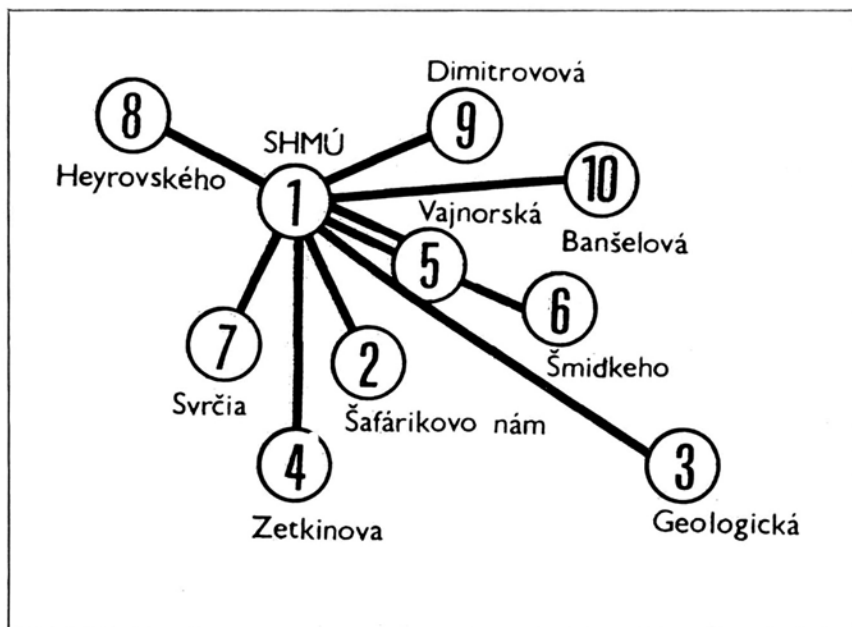 Dimitrovová
9
8
SHMÚ
Heyrovského
1
10
Vajnorská
Banšelová
5
6
7
2
Šmidkeho
Svrčia
Šafárikovo nám
4
3
Zetkinova
Geologická